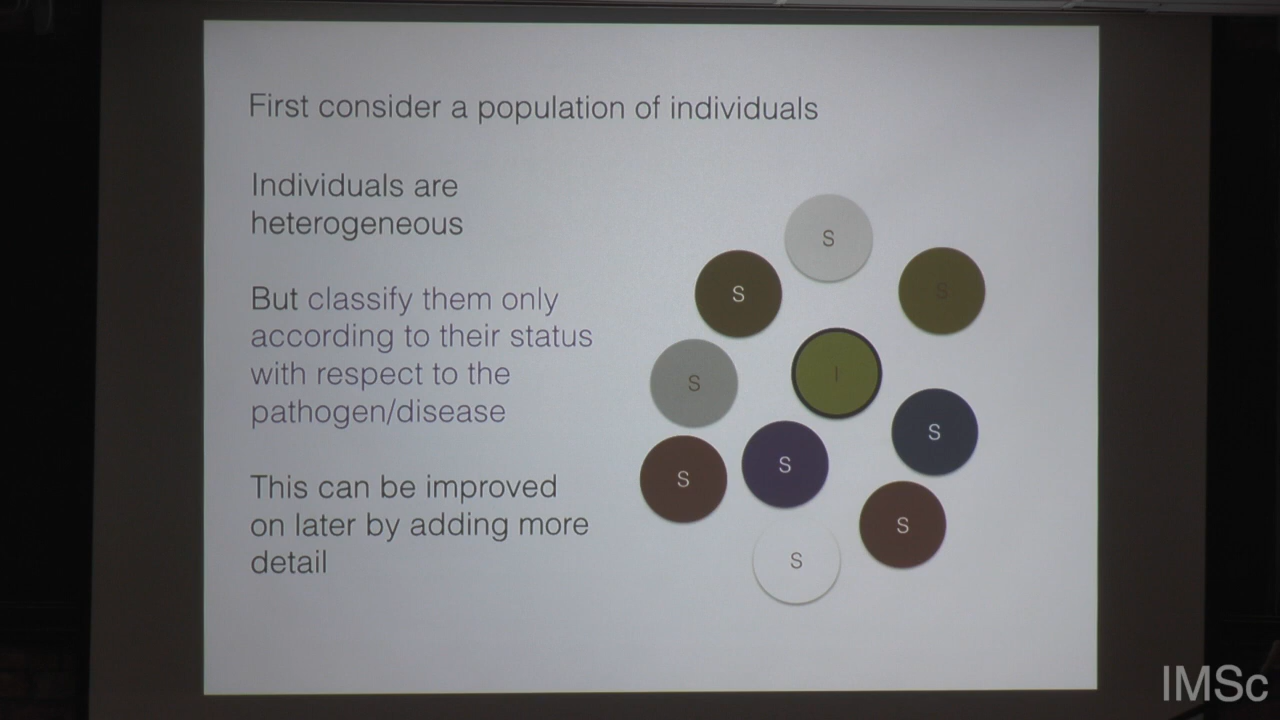 First consider a population of individuals
Individuals are
heterogeneous
But classify them only
according to their status
with respect to the
pathogen/disease
This can be improved
on later by adding more
detail
S
S
S
I
S
S
S
S
S
S
IMSc